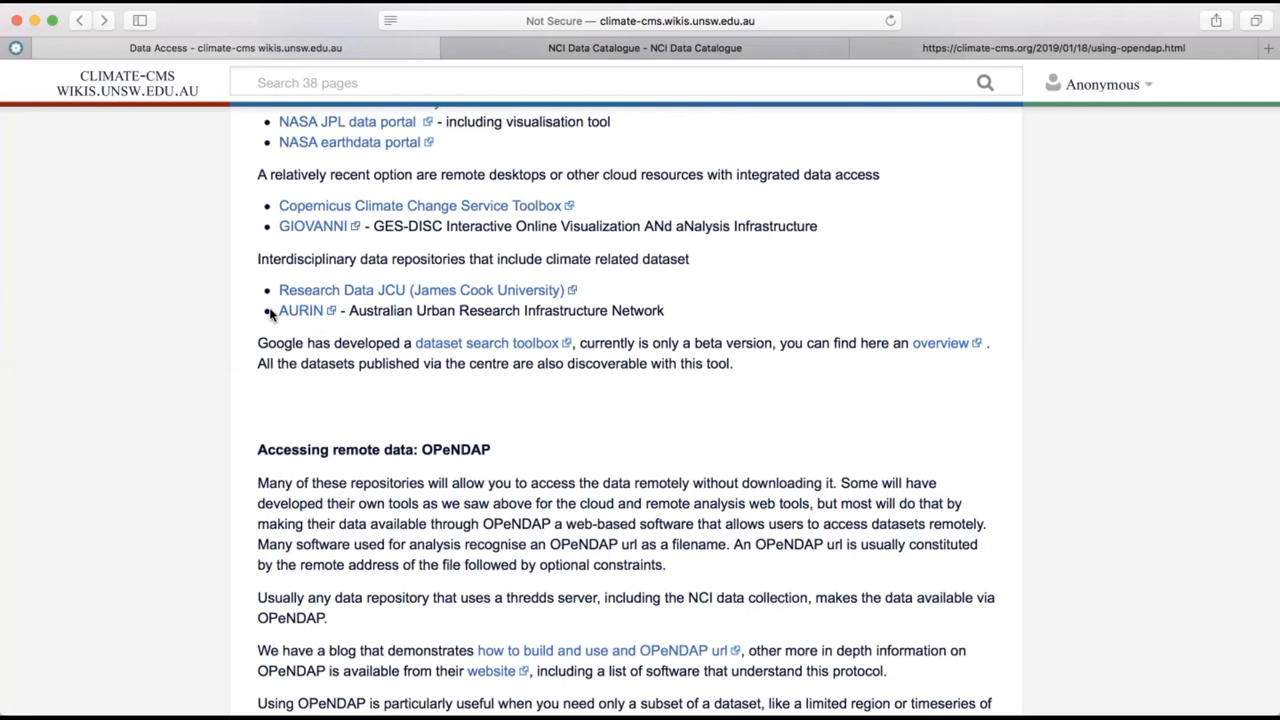 Not Secure — climate-cms.wikis.unsw.edu.au
Data Access - climate-cms wikis.unsw.edu.au
NCI Data Catalogue - NCI Data Catalogue
https://climate-cms.org/2019/01/18/using-opendap.html
CLIMATE-CMS
WIKIS.UNSW.EDU.AU
Search 38 pages
Anonymous
NASA JPL data portal - including visualisation tool
NASA earthdata portal
A relatively recent option are remote desktops or other cloud resources with integrated data access
Copernicus Climate Change Service Toolbox
GIOVANNI - GES-DISC Interactive Online Visualization ANd aNalysis Infrastructure
Interdisciplinary data repositories that include climate related dataset
Research Data JCU (James Cook University)
AURIN - Australian Urban Research Infrastructure Network
Google has developed a dataset search toolbox, currently is only a beta version, you can find here an overview .
All the datasets published via the centre are also discoverable with this tool.
Accessing remote data: OPeNDAP
Many of these repositories will allow you to access the data remotely without downloading it. Some will have
developed their own tools as we saw above for the cloud and remote analysis web tools, but most will do that by
making their data available through OPeNDAP a web-based software that allows users to access datasets remotely.
Many software used for analysis recognise an OPeNDAP url as a filename. An OPeNDAP url is usually constituted
by the remote address of the file followed by optional constraints.
Usually any data repository that uses a thredds server, including the NCI data collection, makes the data available via
OPeNDAP.
We have a blog that demonstrates how to build and use and OPeNDAP url, other more in depth information on
OPeNDAP is available from their website, including a list of software that understand this protocol.
Using OPeNDAP is particularly useful when you need only a subset of a dataset, like a limited region or timeseries of